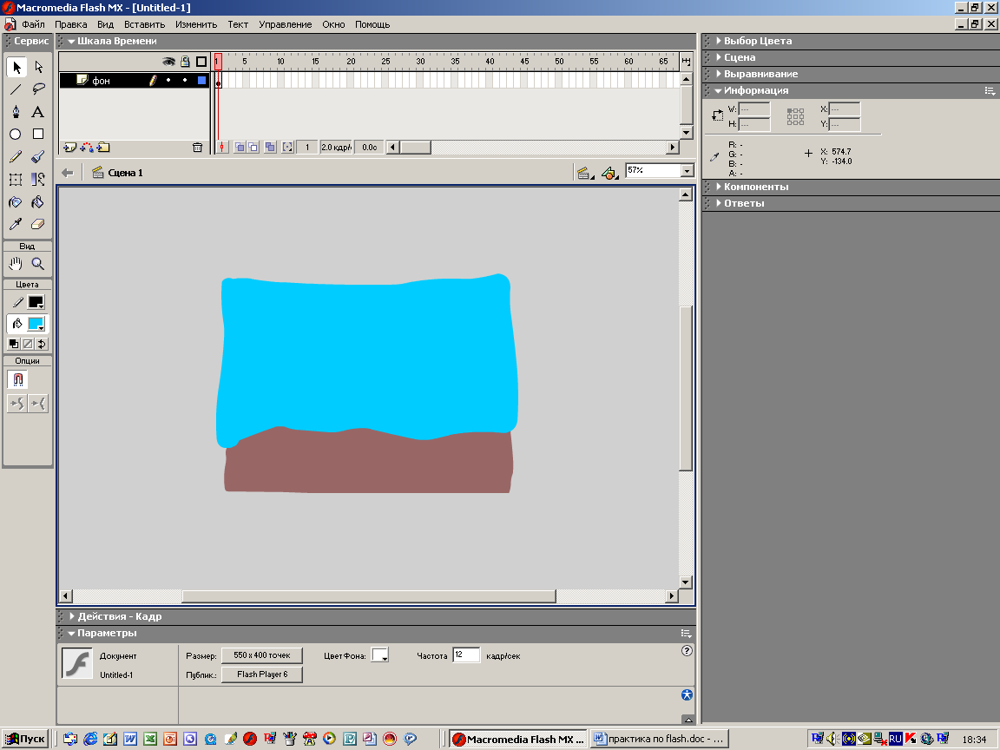 Macromedia Flash MX - [Untitled-1]
Файл Правка Вид Вставить Изменить Тект Управление Окно Помощь
Сервис
Шкала Времени
1 5 10 15 20 25 30 35 40 45 50 55 60 65
фон
1 2.0 кдр/ 0.0с
Сцена 1
57%
Вид
Цвета
Опции
Выбор Цвета
Сцена
Выравнивание
Информация
W: ---
X: ---
H: ---
Y: ---
R: -
G: -
B: -
A: -
X: 574.7
Y: -134.0
Компоненты
Ответы
Действия - Кадр
Параметры
Документ
Untitled-1
Размер: 550 x 400 точек
Цвет Фона:
Частота 12 кадр/сек
Публик.: Flash Player 6
Пуск
Macromedia Flash MX ...
практика по flash.doc - ...
RU
18:34